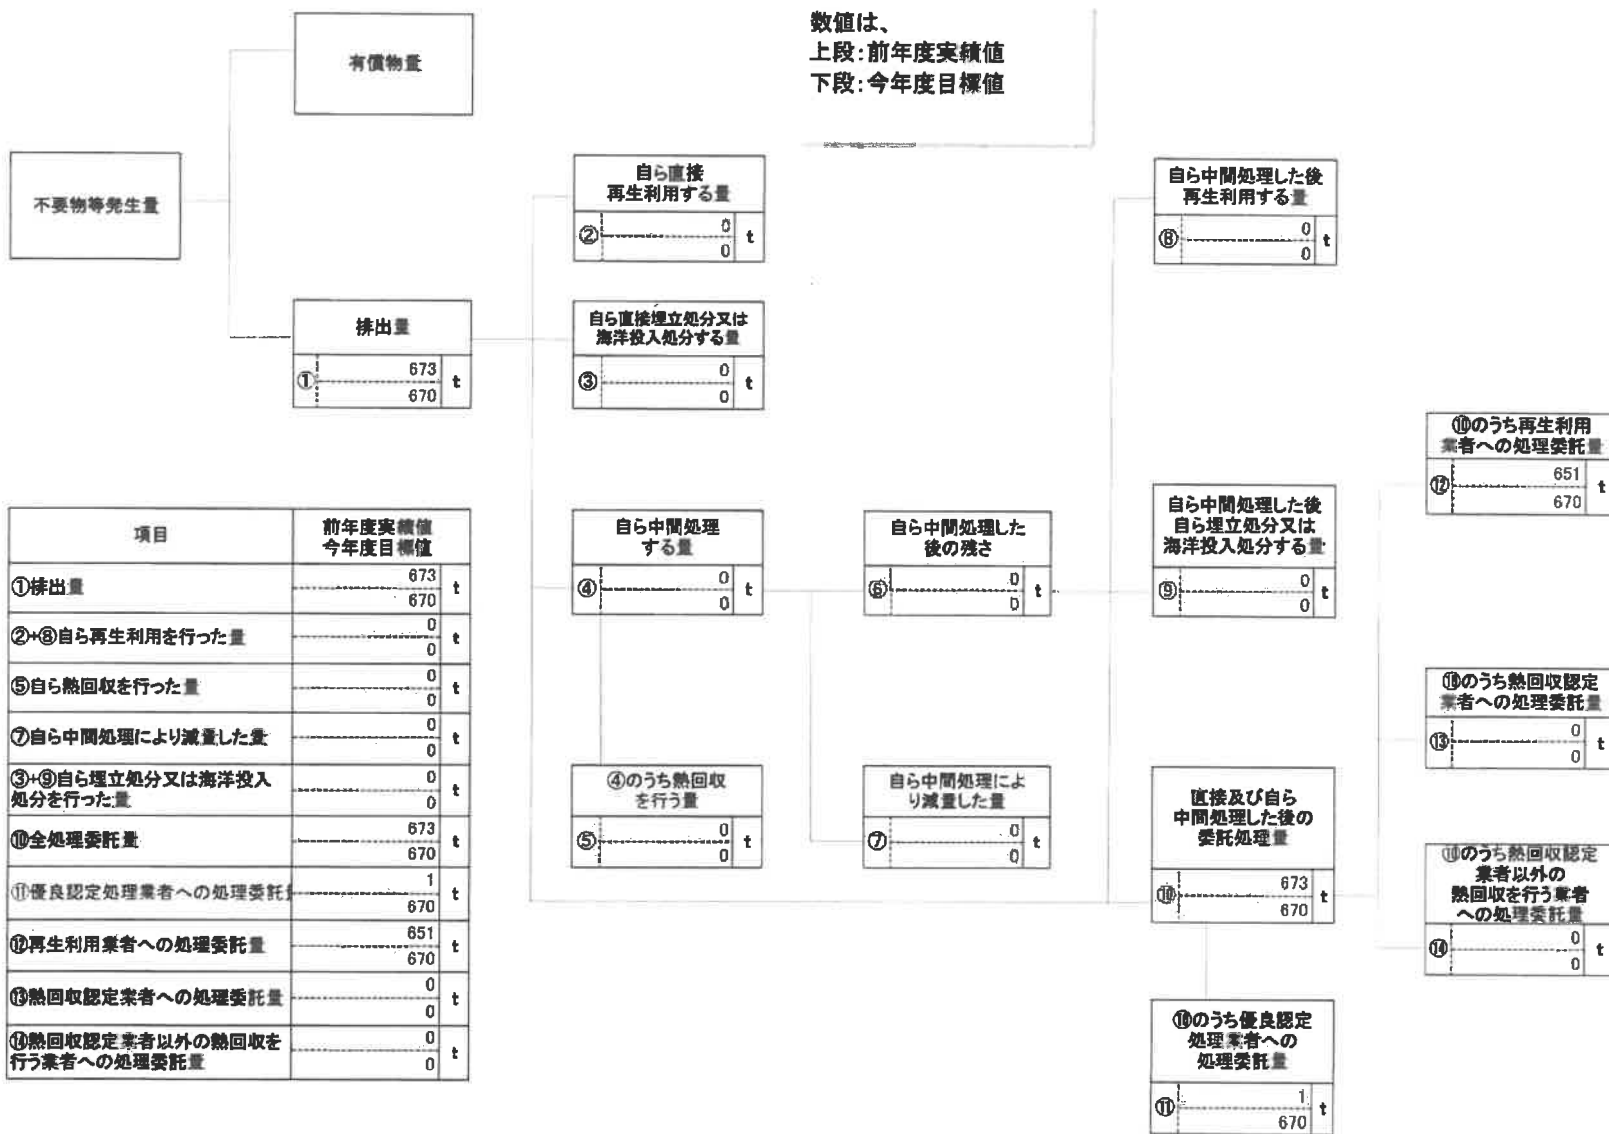 数値は、
上段:前年度実績値
下段:今年度目標値
有償物量
不要物等発生量
排出量
①
673
670
t
自ら直接
再生利用する量
②
0
0
t
自ら直接埋立処分又は
海洋投入処分する量
③
0
0
t
自ら中間処理
する量
④
0
0
t
④のうち熱回収
を行う量
⑤
0
0
t
自ら中間処理した
後の残さ
⑥
0
0
t
自ら中間処理によ
り減量した量
⑦
0
0
t
自ら中間処理した後
再生利用する量
⑧
0
0
t
自ら中間処理した後
自ら埋立処分又は
海洋投入処分する量
⑨
0
0
t
直接及び自ら
中間処理した後の
委託処理量
⑩
673
670
t
⑩のうち優良認定
処理業者への
処理委託量
⑪
1
670
t
⑩のうち再生利用
業者への処理委託量
⑫
651
670
t
⑩のうち熱回収認定
業者への処理委託量
⑬
0
0
t
⑩のうち熱回収認定
業者以外の
熱回収を行う業者
への処理委託量
⑭
0
0
t
項目
前年度実績値
今年度目標値
①排出量
673
670
t
②+⑧自ら再生利用を行った量
0
0
t
⑤自ら熱回収を行った量
0
0
t
⑦自ら中間処理により減量した量
0
0
t
③+⑨自ら埋立処分又は海洋投入
処分を行った量
0
0
t
⑩全処理委託量
673
670
t
⑪優良認定処理業者への処理委託
1
670
t
⑫再生利用業者への処理委託量
651
670
t
⑬熱回収認定業者への処理委託量
0
0
t
⑭熱回収認定業者以外の熱回収を
行う業者への処理委託量
0
0
t